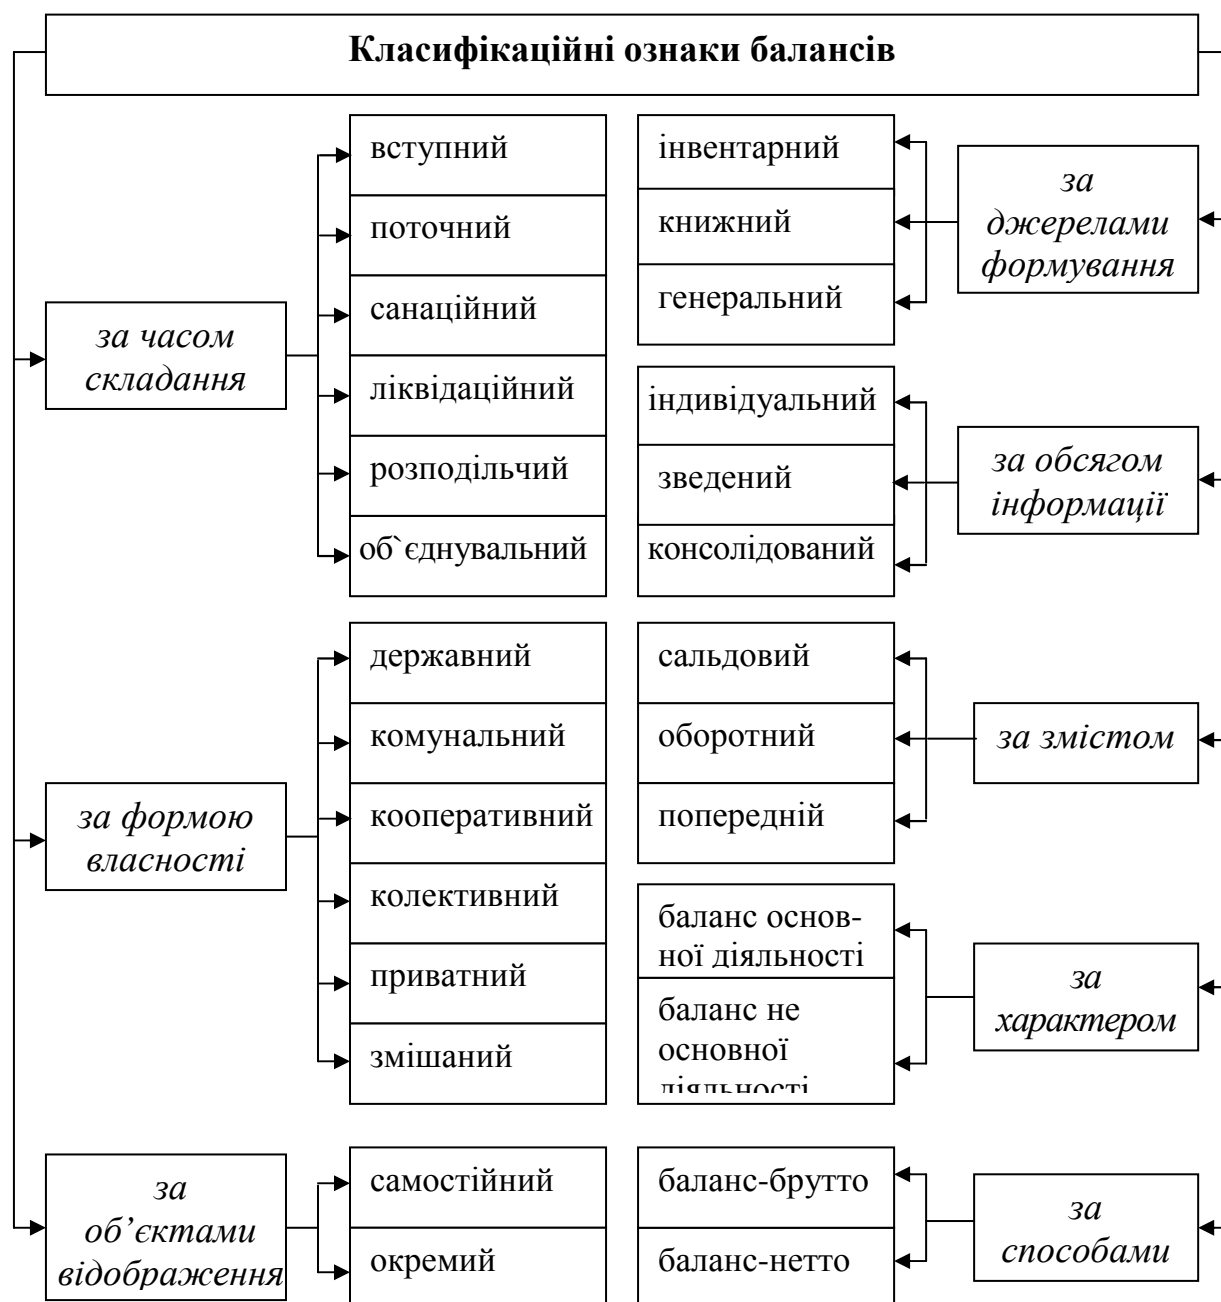 Класифікаційні ознаки балансів
за часом
складання
вступний
поточний
санаційний
ліквідаційний
розподільчий
об`єднувальний
за формою
власності
державний
комунальний
кооперативний
колективний
приватний
змішаний
за
об’єктами
відображення
самостійний
окремий
інвентарний
книжний
генеральний
за
джерелами
формування
індивідуальний
зведений
консолідований
за обсягом
інформації
сальдовий
оборотний
попередній
за змістом
баланс основ-
ної діяльності
баланс не
основної
діяльності
за
характером
баланс-брутто
баланс-нетто
за
способами